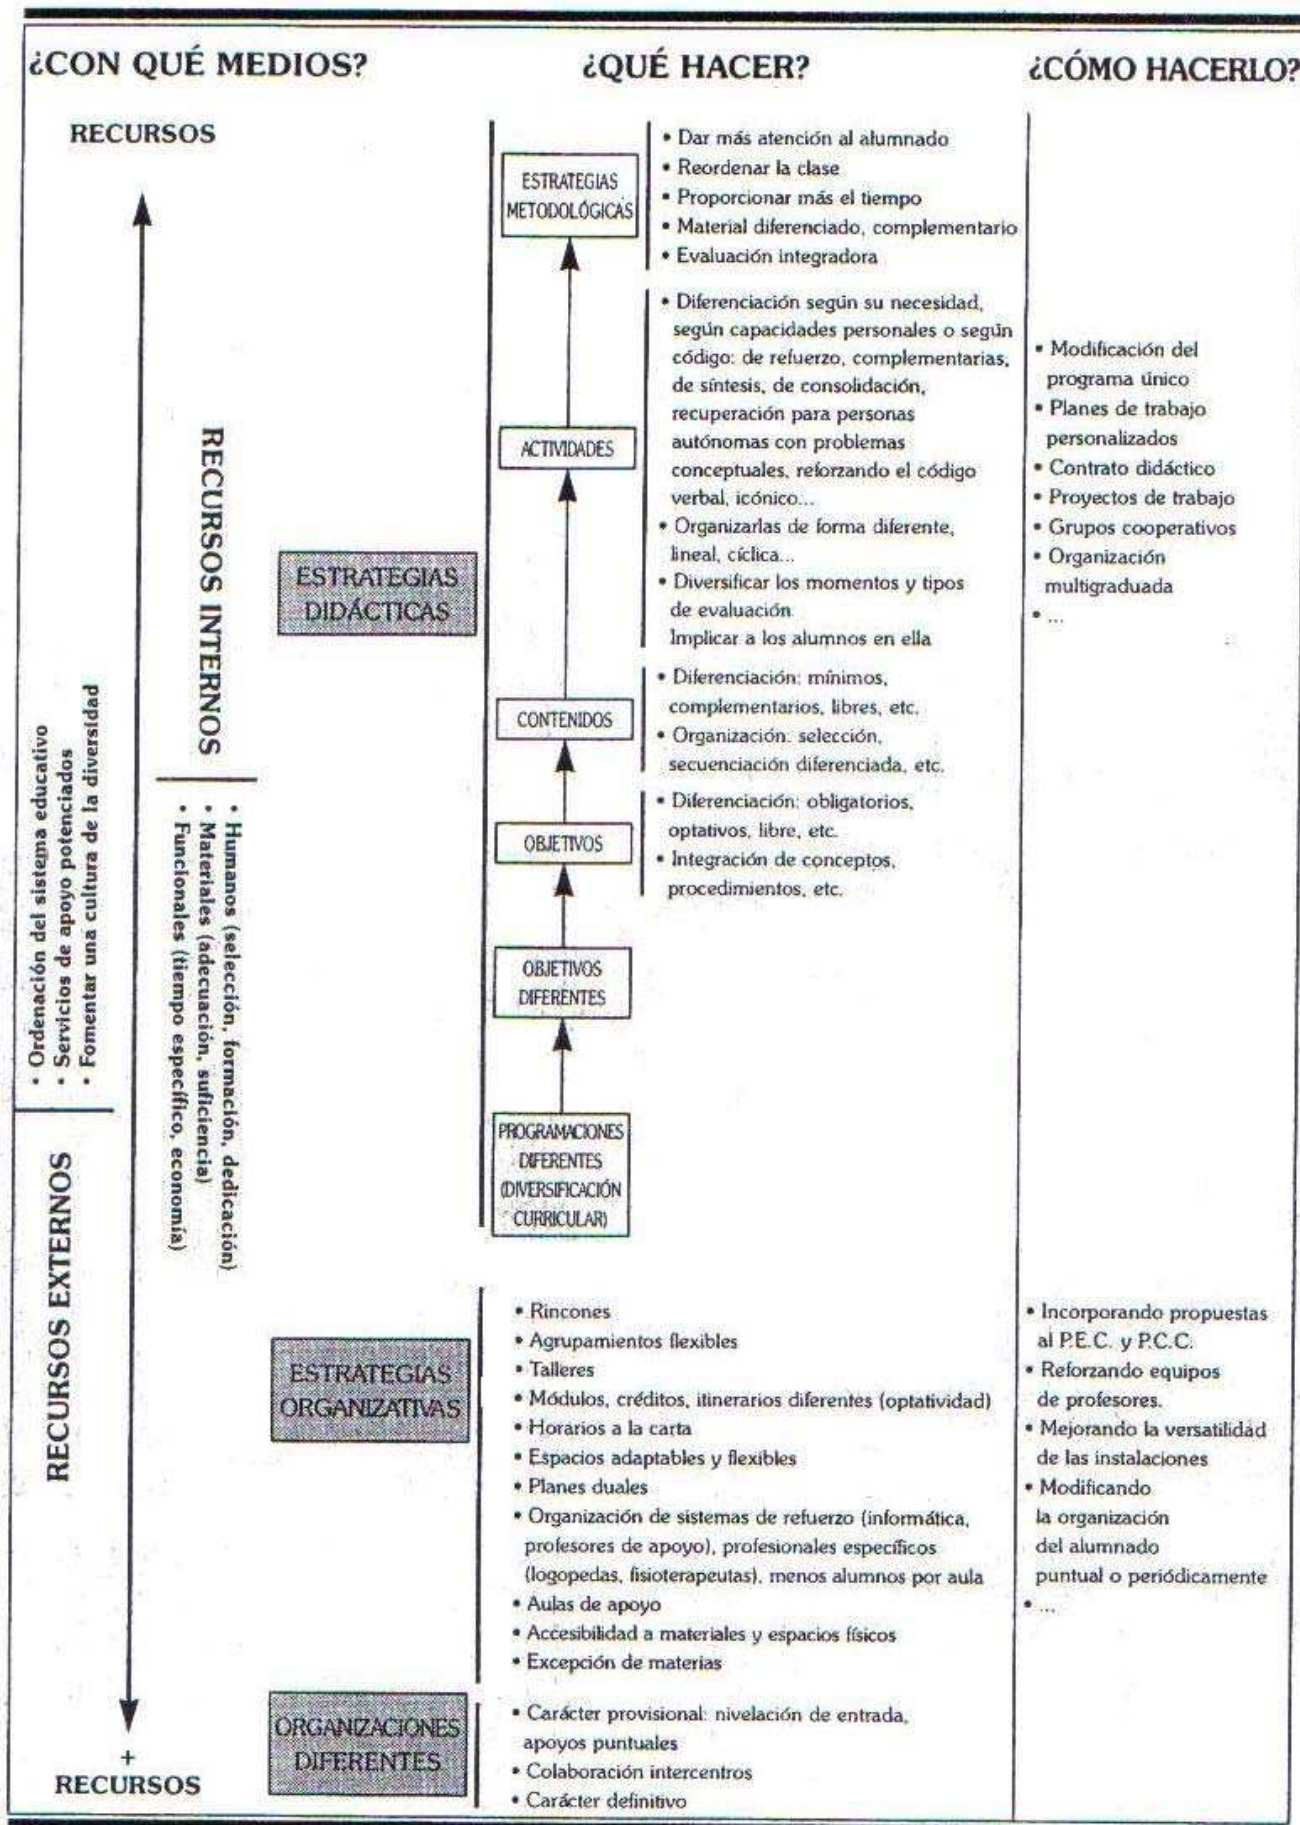 ¿CON QUÉ MEDIOS?
¿QUÉ HACER?
¿CÓMO HACERLO?
RECURSOS
RECURSOS INTERNOS
• Humanos (selección, formación, dedicación)
• Materiales (adecuación, suficiencia)
• Funcionales (tiempo específico, economía)
• Ordenación del sistema educativo
• Servicios de apoyo potenciados
• Fomentar una cultura de la diversidad
RECURSOS EXTERNOS
+
RECURSOS
ESTRATEGIAS
DIDÁCTICAS
ESTRATEGIAS
METODOLÓGICAS
• Dar más atención al alumnado
• Reordenar la clase
• Proporcionar más el tiempo
• Material diferenciado, complementario
• Evaluación integradora
ACTIVIDADES
• Diferenciación según su necesidad,
según capacidades personales o según
código: de refuerzo, complementarias,
de síntesis, de consolidación,
recuperación para personas
autónomas con problemas
conceptuales, reforzando el código
verbal, icónico...
• Organizarlas de forma diferente,
lineal, cíclica...
• Diversificar los momentos y tipos
de evaluación.
Implicar a los alumnos en ella
CONTENIDOS
• Diferenciación: mínimos,
complementarios, libres, etc.
• Organización: selección,
secuenciación diferenciada, etc.
OBJETIVOS
• Diferenciación: obligatorios,
optativos, libre, etc.
• Integración de conceptos,
procedimientos, etc.
OBJETIVOS
DIFERENTES
PROGRAMACIONES
DIFERENTES
(DIVERSIFICACIÓN
CURRICULAR)
• Modificación del
programa único
• Planes de trabajo
personalizados
• Contrato didáctico
• Proyectos de trabajo
• Grupos cooperativos
• Organización
multigraduada
• ...
ESTRATEGIAS
ORGANIZATIVAS
• Rincones
• Agrupamientos flexibles
• Talleres
• Módulos, créditos, itinerarios diferentes (optatividad)
• Horarios a la carta
• Espacios adaptables y flexibles
• Planes duales
• Organización de sistemas de refuerzo (informática,
profesores de apoyo), profesionales específicos
(logopedas, fisioterapeutas), menos alumnos por aula
• Aulas de apoyo
• Accesibilidad a materiales y espacios físicos
• Excepción de materias
• Incorporando propuestas
al P.E.C. y P.C.C.
• Reforzando equipos
de profesores.
• Mejorando la versatilidad
de las instalaciones
• Modificando
la organización
del alumnado
puntual o periódicamente
• ...
ORGANIZACIONES
DIFERENTES
• Carácter provisional: nivelación de entrada,
apoyos puntuales
• Colaboración intercentros
• Carácter definitivo